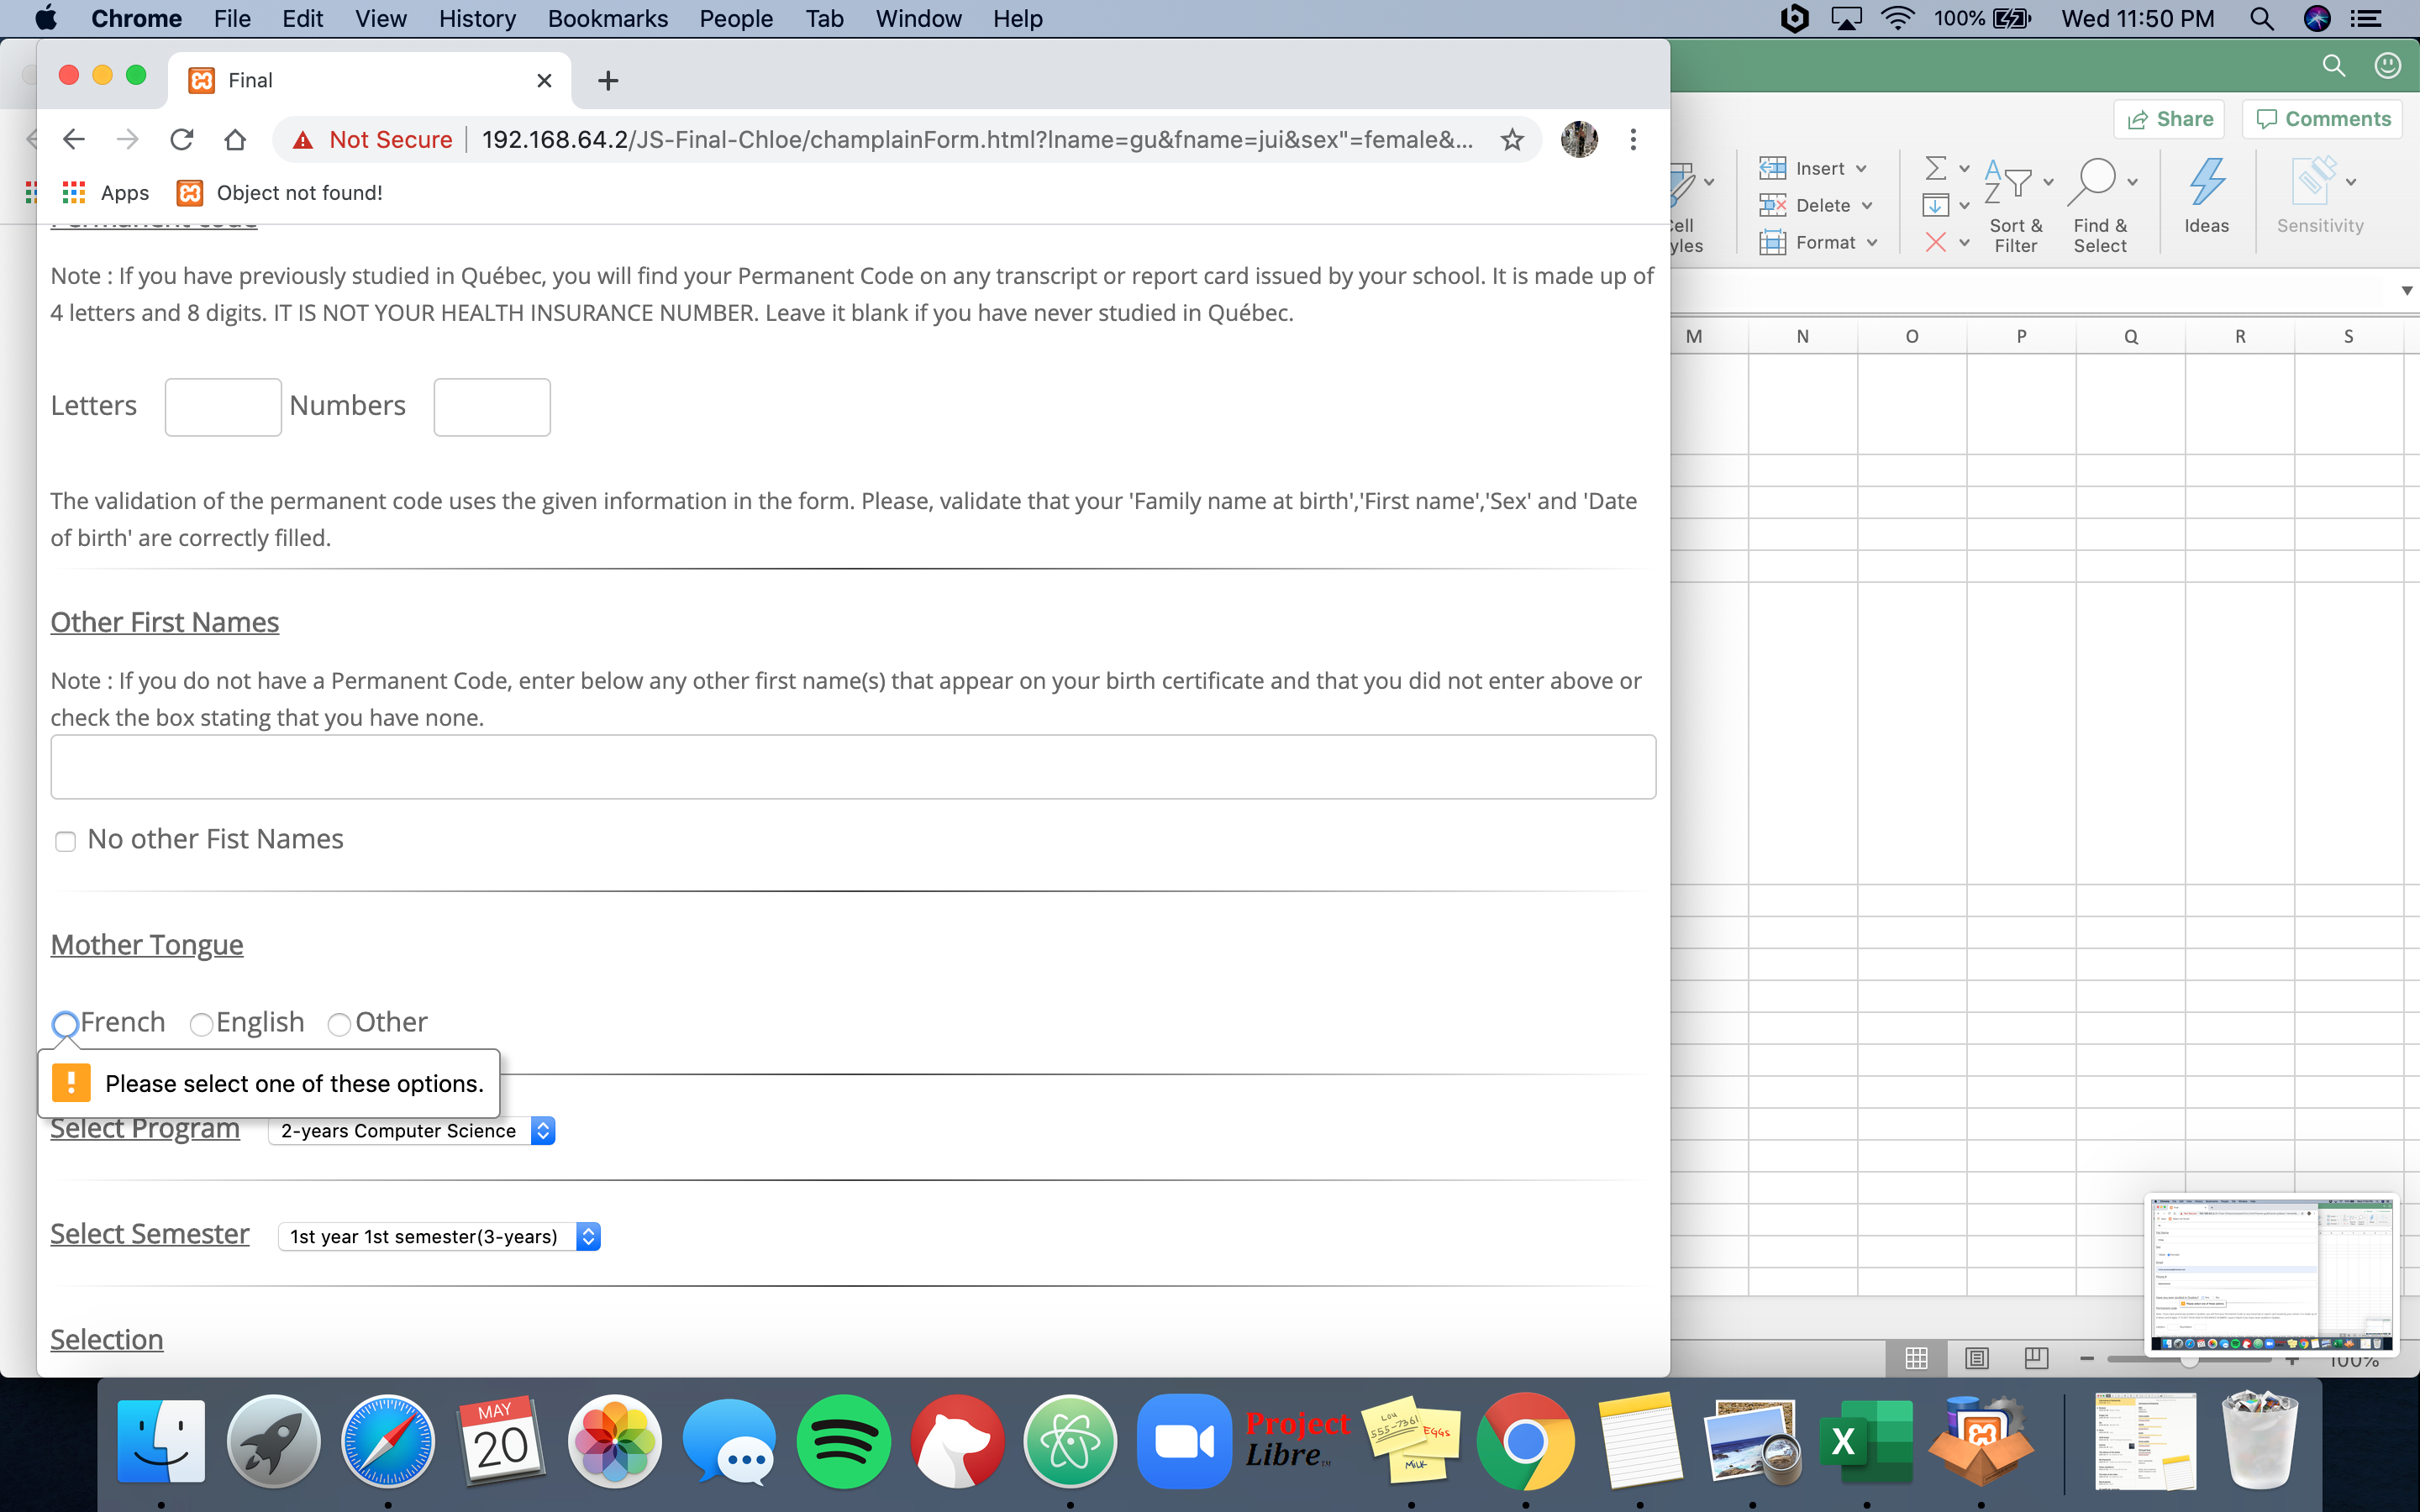 Chrome File Edit View History Bookmarks People Tab Window Help 100% Wed 11:50 PM
Final
Not Secure 192.168.64.2/JS-Final-Chloe/champlainForm.html?lname=gu&fname=jui&sex"=female&...
Apps Object not found!
Permanent code
Note : If you have previously studied in Québec, you will find your Permanent Code on any transcript or report card issued by your school. It is made up of
4 letters and 8 digits. IT IS NOT YOUR HEALTH INSURANCE NUMBER. Leave it blank if you have never studied in Québec.
Letters Numbers
The validation of the permanent code uses the given information in the form. Please, validate that your 'Family name at birth','First name','Sex' and 'Date
of birth' are correctly filled.
Other First Names
Note : If you do not have a Permanent Code, enter below any other first name(s) that appear on your birth certificate and that you did not enter above or
check the box stating that you have none.
No other Fist Names
Mother Tongue
French English Other
Please select one of these options.
Select Program 2-years Computer Science
Select Semester 1st year 1st semester(3-years)
Selection
Share Comments
Insert
Delete
Format
Sort &
Filter
Find &
Select
Ideas
Sensitivity
M N O P Q R S
100%
MAY
20
Project
Libre
LOU
555-7361
EGGS
MILK
X